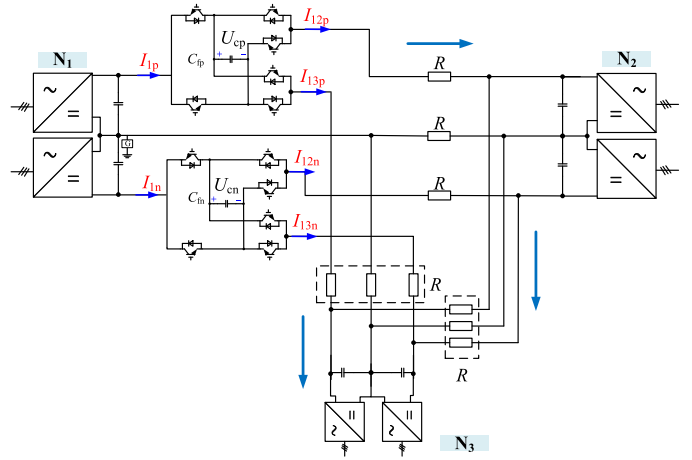 I12p
Ucp
+ −
Cfp
N1
I1p
I13p
R
N2
~
=
~
=
R
G
~
=
~
=
I12n
Ucn
+ −
Cfn
I1n
R
I13n
R
R
=
~
=
~
N3